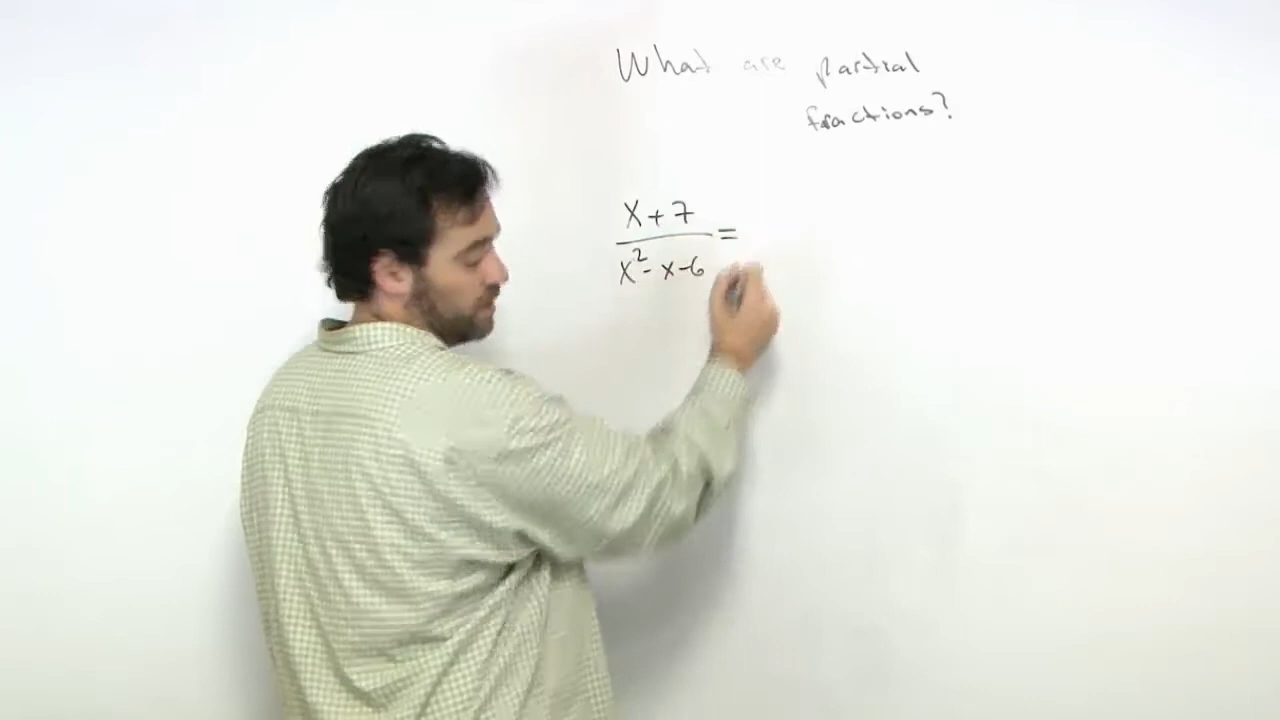 What are partial
fractions?
x + 7
x² - x - 6 =